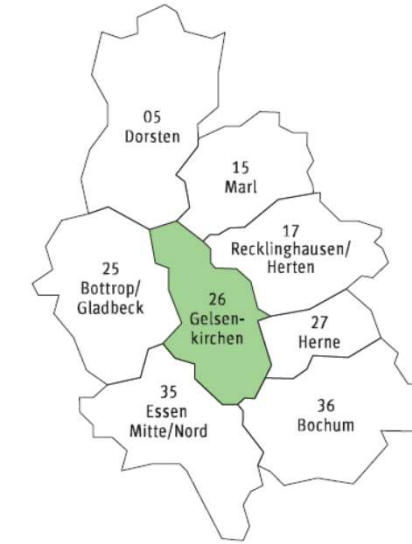 05
Dorsten
15
Marl
17
Recklinghausen/
Herten
25
Bottrop/
Gladbeck
26
Gelsen-
kirchen
27
Herne
35
Essen
Mitte/Nord
36
Bochum